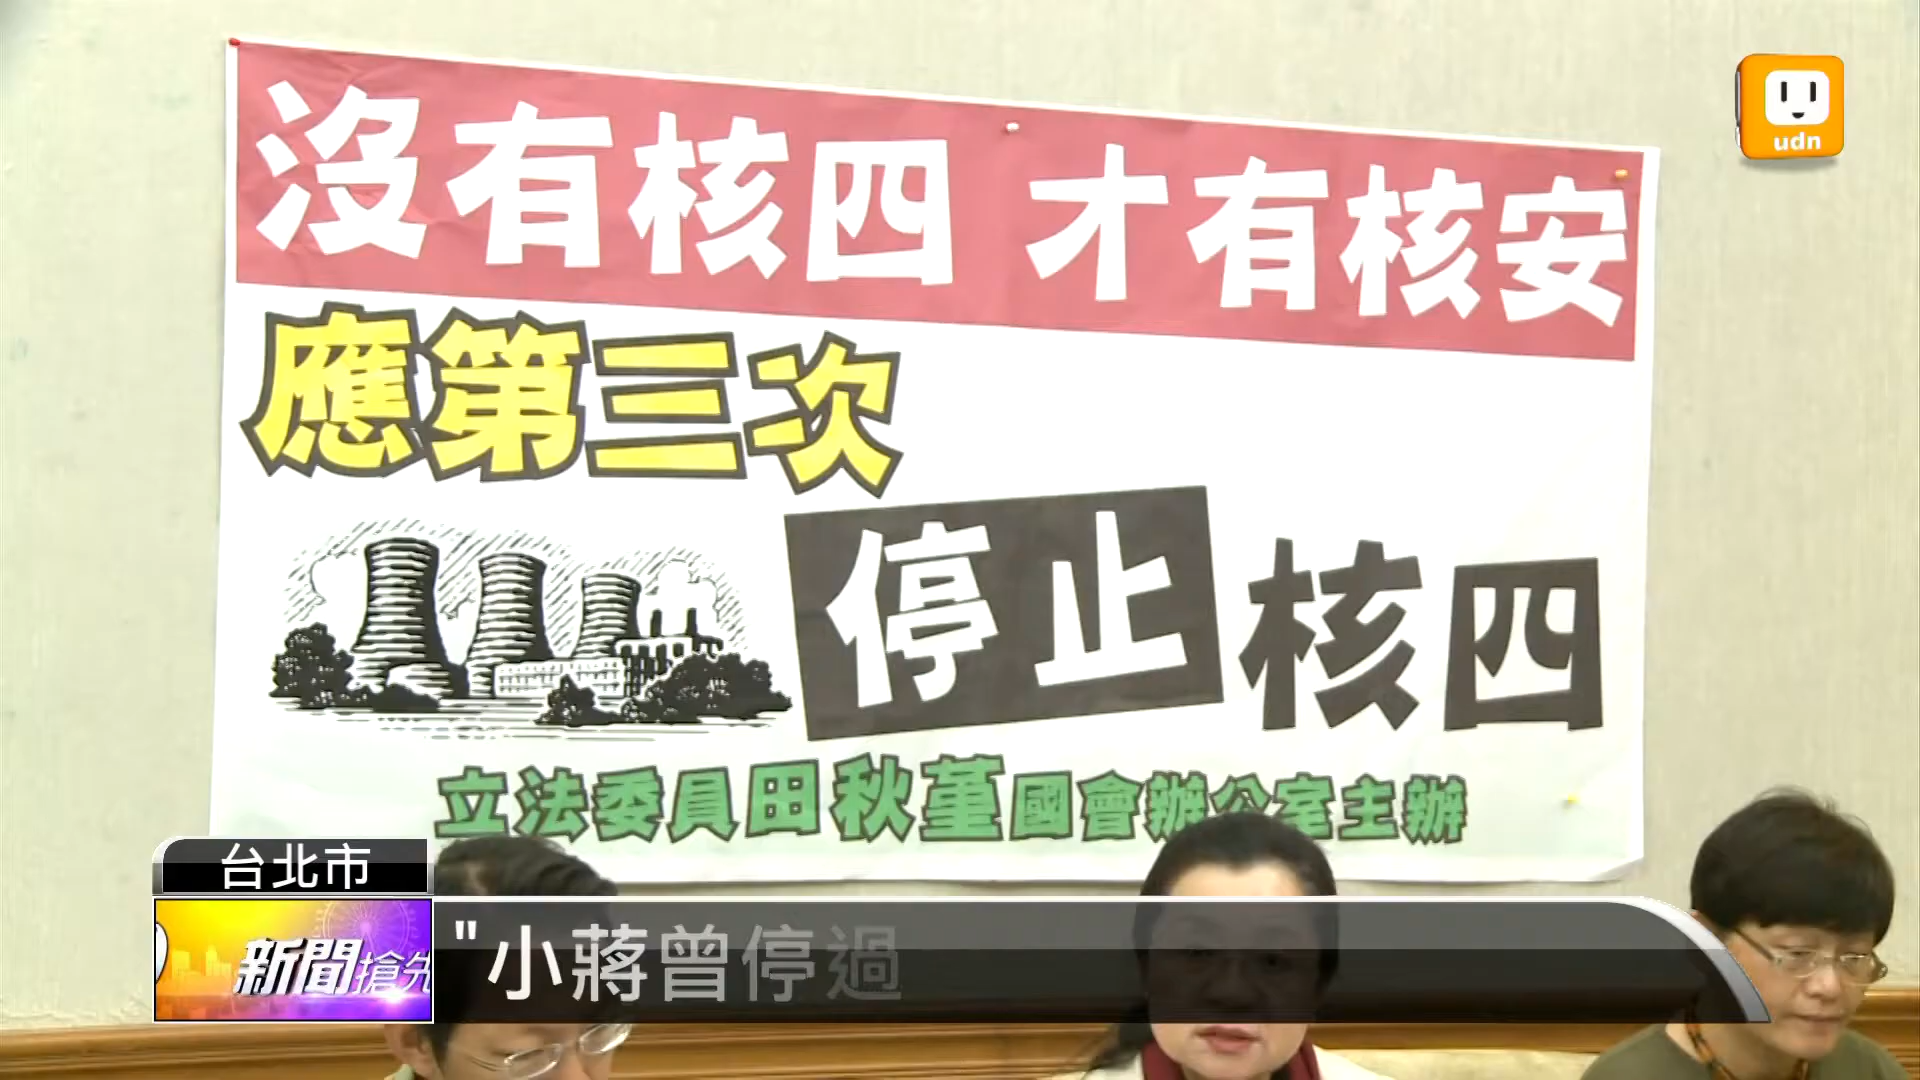 沒有核四 才有核安
udn
應第三次
停止核四
立法委員田秋堇國會辦公室主辦
台北市
新聞搶先
"小蔣曾停過